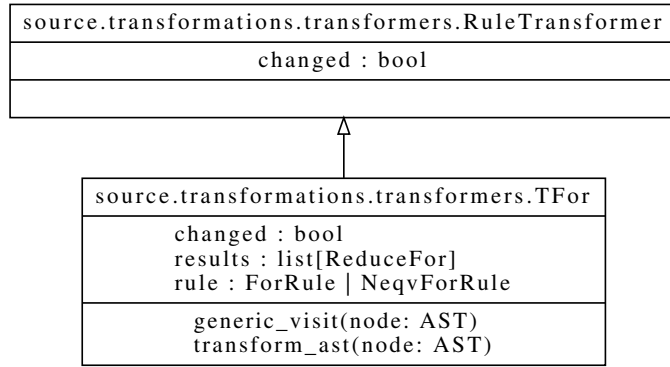 source.transformations.transformers.RuleTransformer
changed : bool
source.transformations.transformers.TFor
changed : bool
results : list[ReduceFor]
rule : ForRule | NeqvForRule
generic_visit(node: AST)
transform_ast(node: AST)